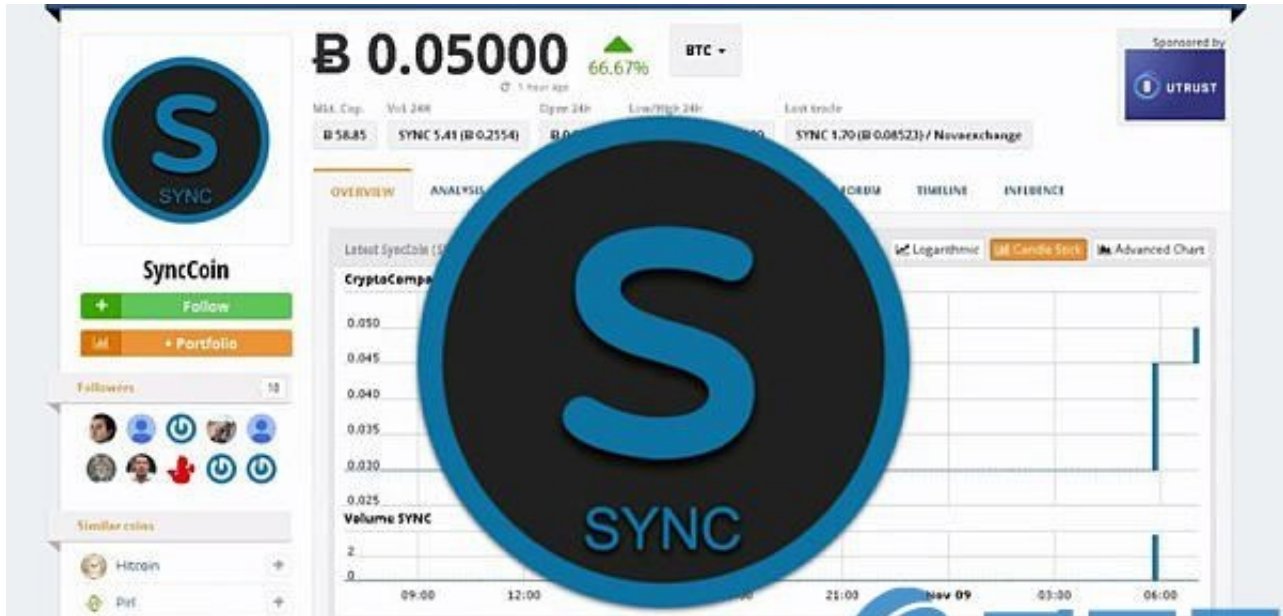 Ƀ 0.05000
66.67%
BTC
1 hour ago
Sponsored by
UTRUST
Mkt. Cap. Vol 24H Open 24h Low/High 24h Last trade
Ƀ 58.85 SYNC 5.41 (Ƀ 0.2554) SYNC 1.70 (Ƀ 0.08523) / Novaexchange
S
SYNC
SyncCoin
+ Follow
+ Portfolio
Followers 10
Similar coins
Hitcoin +
Pirl +
OVERVIEW FORUM TIMELINE INFLUENCE
Latest SyncCoin
Logarithmic Candle Stick Advanced Chart
0.050
0.045
0.040
0.035
0.030
0.025
Volume SYNC
2
0
09:00 12:00 21:00 Nov 09 03:00 06:00
S
SYNC